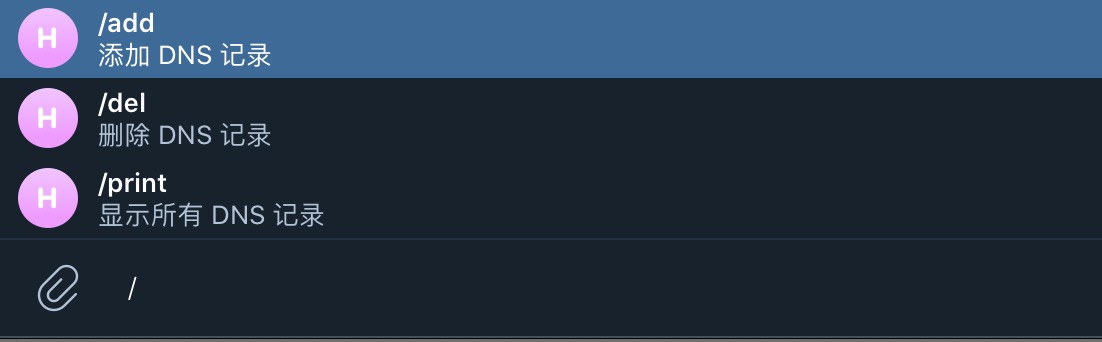 H
/add
添加 DNS 记录
H
/del
删除 DNS 记录
H
/print
显示所有 DNS 记录
/